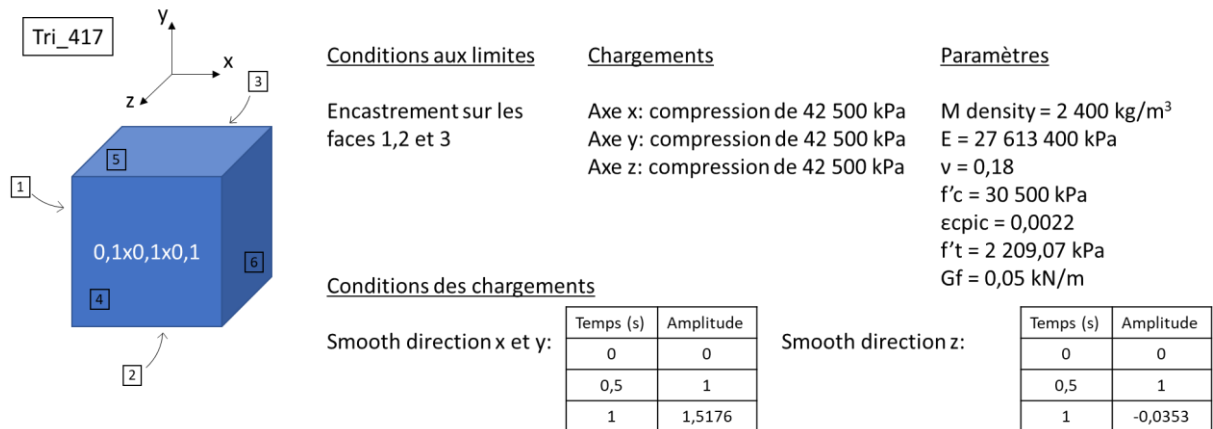 Tri_417
y
x
z
3
5
1
0,1x0,1x0,1
6
4
2
Conditions aux limites
Encastrement sur les
faces 1,2 et 3
Chargements
Axe x: compression de 42 500 kPa
Axe y: compression de 42 500 kPa
Axe z: compression de 42 500 kPa
Paramètres
M density = 2 400 kg/m³
E = 27 613 400 kPa
ν = 0,18
f'c = 30 500 kPa
εcpic = 0,0022
f't = 2 209,07 kPa
Gf = 0,05 kN/m
Conditions des chargements
Smooth direction x et y:
Temps (s) Amplitude
0 0
0,5 1
1 1,5176
Smooth direction z:
Temps (s) Amplitude
0 0
0,5 1
1 -0,0353